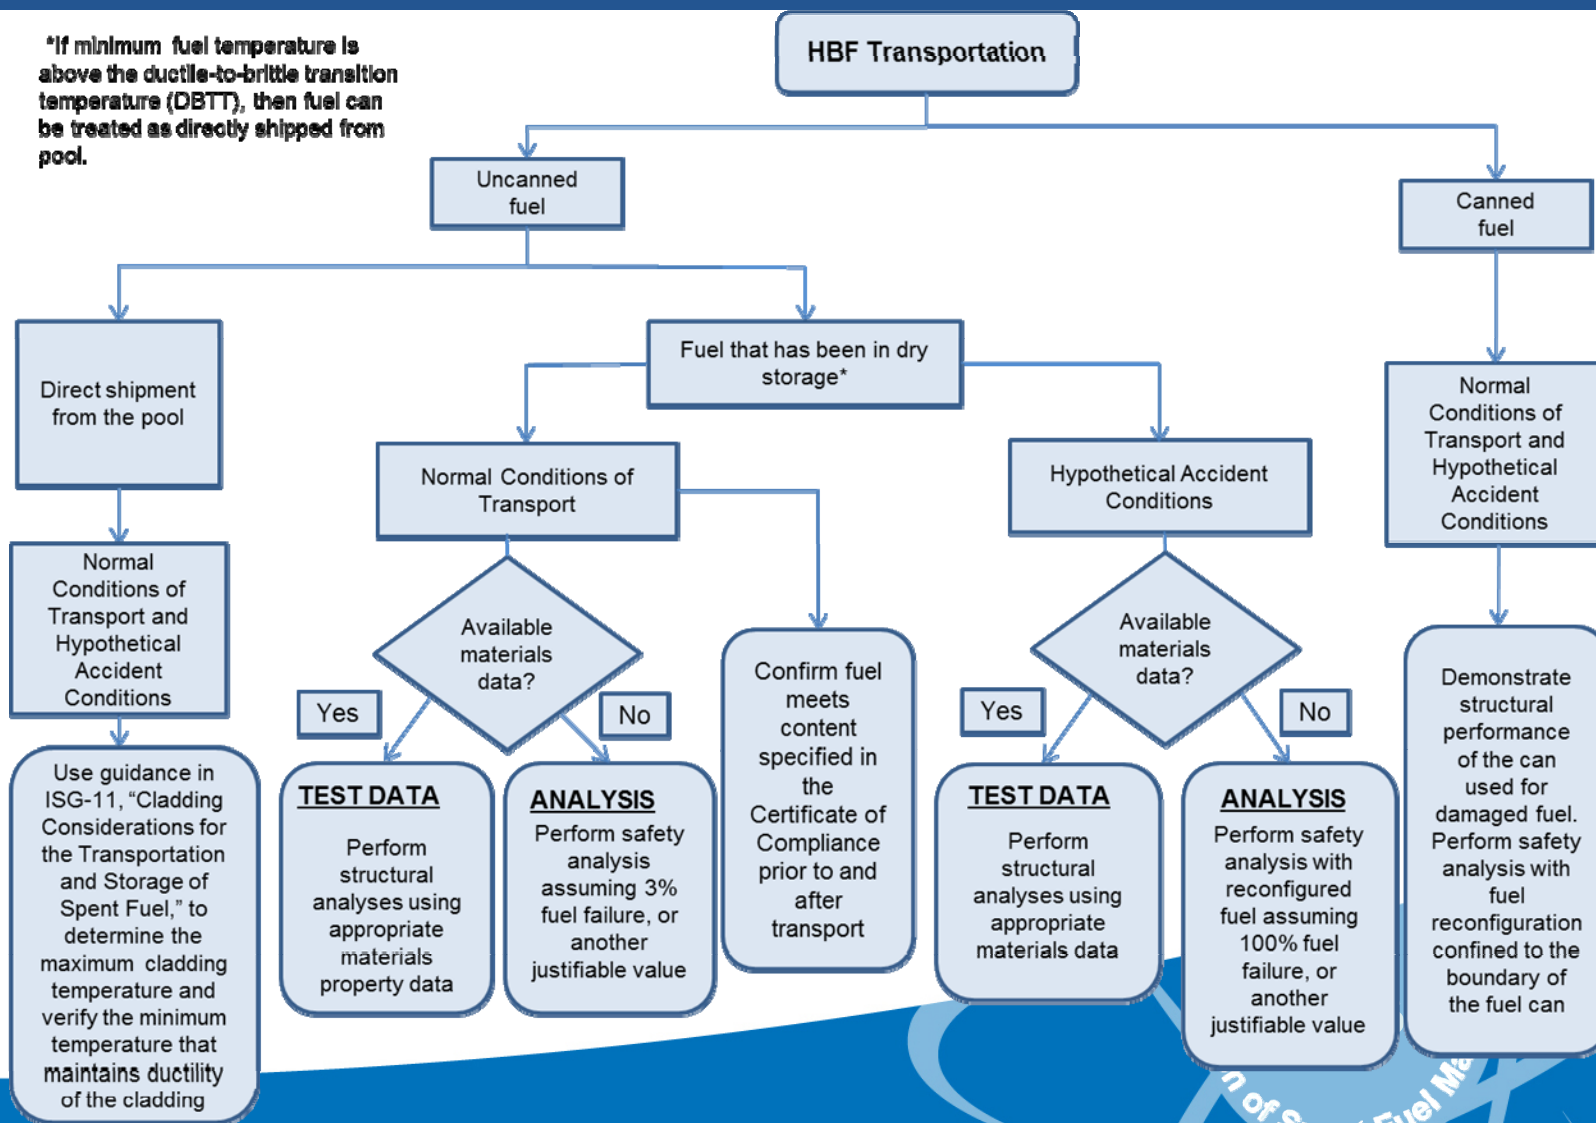 *If minimum fuel temperature is
above the ductile-to-brittle transition
temperature (DBTT), then fuel can
be treated as directly shipped from
pool.
HBF Transportation
Uncanned
fuel
Canned
fuel
Direct shipment
from the pool
Fuel that has been in dry
storage*
Normal
Conditions of
Transport and
Hypothetical
Accident
Conditions
Normal Conditions of
Transport
Hypothetical Accident
Conditions
Normal
Conditions of
Transport and
Hypothetical
Accident
Conditions
Available
materials
data?
Yes
No
Available
materials
data?
Yes
No
Use guidance in
ISG-11, “Cladding
Considerations for
the Transportation
and Storage of
Spent Fuel,” to
determine the
maximum cladding
temperature and
verify the minimum
temperature that
maintains ductility
of the cladding
TEST DATA
Perform
structural
analyses using
appropriate
materials
property data
ANALYSIS
Perform safety
analysis
assuming 3%
fuel failure, or
another
justifiable value
Confirm fuel
meets
content
specified in
the
Certificate of
Compliance
prior to and
after
transport
TEST DATA
Perform
structural
analyses using
appropriate
materials data
ANALYSIS
Perform safety
analysis with
reconfigured
fuel assuming
100% fuel
failure, or
another
justifiable value
Demonstrate
structural
performance
of the can
used for
damaged fuel.
Perform safety
analysis with
fuel
reconfiguration
confined to the
boundary of
the fuel can
of Fuel